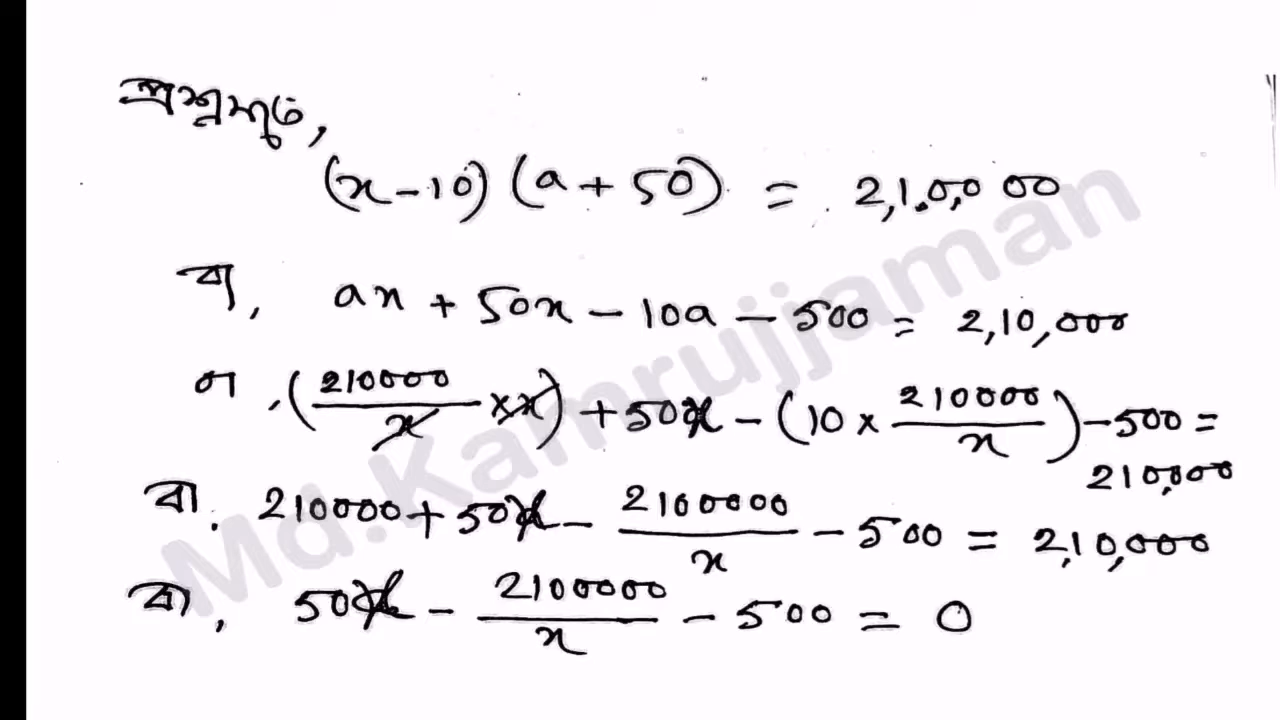 প্রশ্নমতে,
(x - 10) (a + 50) = 2,10,000
বা, ax + 50x - 10a - 500 = 2,10,000
বা, (210000/x × x) + 50x - (10 × 210000/x) - 500 =
210,000
বা, 210000 + 50x - 2100000/x - 500 = 2,10,000
বা, 50x - 2100000/x - 500 = 0
Md.Kamrujjaman